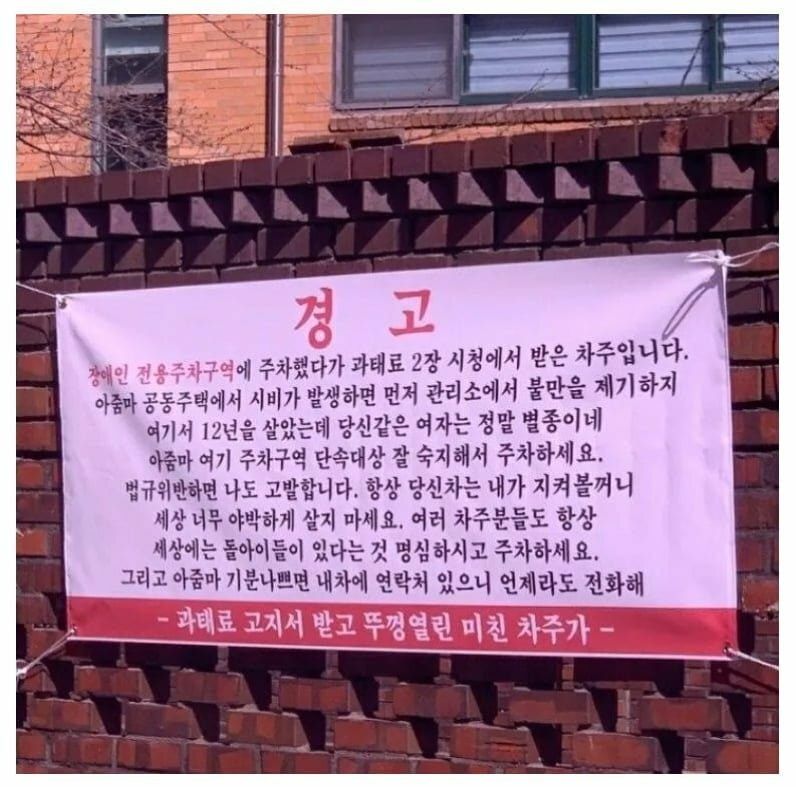 경 고
장애인 전용주차구역에 주차했다가 과태료 2장 시청에서 받은 차주입니다.
아줌마 공동주택에서 시비가 발생하면 먼저 관리소에서 불만을 제기하지
여기서 12년을 살았는데 당신같은 여자는 정말 별종이네
아줌마 여기 주차구역 단속대상 잘 숙지해서 주차하세요.
법규위반하면 나도 고발합니다. 항상 당신차는 내가 지켜볼꺼니
세상 너무 야박하게 살지 마세요. 여러 차주분들도 항상
세상에는 돌아이들이 있다는 것 명심하시고 주차하세요.
그리고 아줌마 기분나쁘면 내차에 연락처 있으니 언제라도 전화해
- 과태료 고지서 받고 뚜껑열린 미친 차주가 -